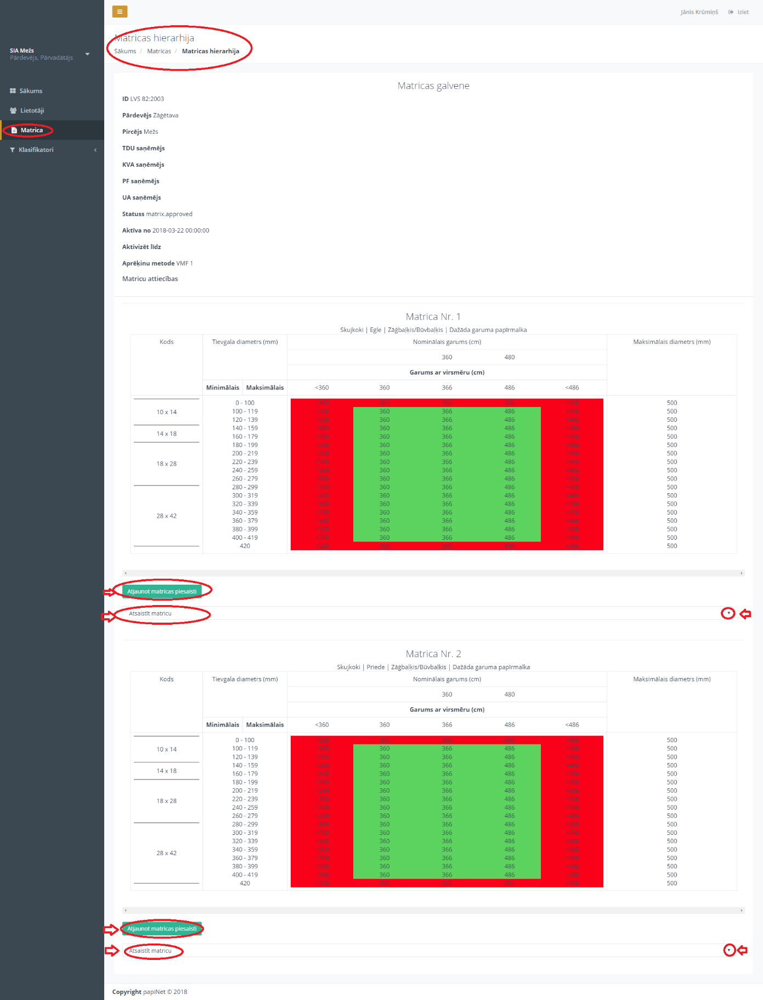 Jānis Krūmiņš Iziet
SIA Mežs
Pārdevējs, Pārvadātājs
Sākums
Lietotāji
Matrica
Klasifikatori
Matricas hierarhija
Sākums / Matricas / Matricas hierarhija
Matricas galvene
ID LVS 82:2003
Pārdevējs Zāģētava
Pircējs Mežs
TDU saņēmējs
KVA saņēmējs
PF saņēmējs
UA saņēmējs
Statuss matrix.approved
Aktīva no 2018-03-22 00:00:00
Aktivizēt līdz
Aprēķinu metode VMF 1
Matricu attiecības
Matrica Nr. 1
Skujkoki | Egle | Zāģbaļķis/Būvbaļķis | Dažāda garuma papīrmalka
Kods Tievgala diametrs (mm) Nominālais garums (cm) Maksimālais diametrs (mm)
360 480
Garums ar virsmēru (cm)
Minimālais Maksimālais <360 360 366 486 <486
0 - 100 <360 360 366 486 <486 500
10 x 14 100 - 119 <360 360 366 486 <486 500
120 - 139 <360 360 366 486 <486 500
140 - 159 <360 360 366 486 <486 500
14 x 18 160 - 179 <360 360 366 486 <486 500
180 - 199 <360 360 366 486 <486 500
200 - 219 <360 360 366 486 <486 500
18 x 28 220 - 239 <360 360 366 486 <486 500
240 - 259 <360 360 366 486 <486 500
260 - 279 <360 360 366 486 <486 500
280 - 299 <360 360 366 486 <486 500
300 - 319 <360 360 366 486 <486 500
320 - 339 <360 360 366 486 <486 500
28 x 42 340 - 359 <360 360 366 486 <486 500
360 - 379 <360 360 366 486 <486 500
380 - 399 <360 360 366 486 <486 500
400 - 419 <360 360 366 486 <486 500
420 <360 360 366 486 <486 500
Atjaunot matricas piesaisti
Atsaistīt matricu
Matrica Nr. 2
Skujkoki | Priede | Zāģbaļķis/Būvbaļķis | Dažāda garuma papīrmalka
Kods Tievgala diametrs (mm) Nominālais garums (cm) Maksimālais diametrs (mm)
360 480
Garums ar virsmēru (cm)
Minimālais Maksimālais <360 360 366 486 <486
0 - 100 <360 360 366 486 <486 500
10 x 14 100 - 119 <360 360 366 486 <486 500
120 - 139 <360 360 366 486 <486 500
140 - 159 <360 360 366 486 <486 500
14 x 18 160 - 179 <360 360 366 486 <486 500
180 - 199 <360 360 366 486 <486 500
200 - 219 <360 360 366 486 <486 500
18 x 28 220 - 239 <360 360 366 486 <486 500
240 - 259 <360 360 366 486 <486 500
260 - 279 <360 360 366 486 <486 500
280 - 299 <360 360 366 486 <486 500
300 - 319 <360 360 366 486 <486 500
320 - 339 <360 360 366 486 <486 500
28 x 42 340 - 359 <360 360 366 486 <486 500
360 - 379 <360 360 366 486 <486 500
380 - 399 <360 360 366 486 <486 500
400 - 419 <360 360 366 486 <486 500
420 <360 360 366 486 <486 500
Atjaunot matricas piesaisti
Atsaistīt matricu
Copyright papiNet © 2018